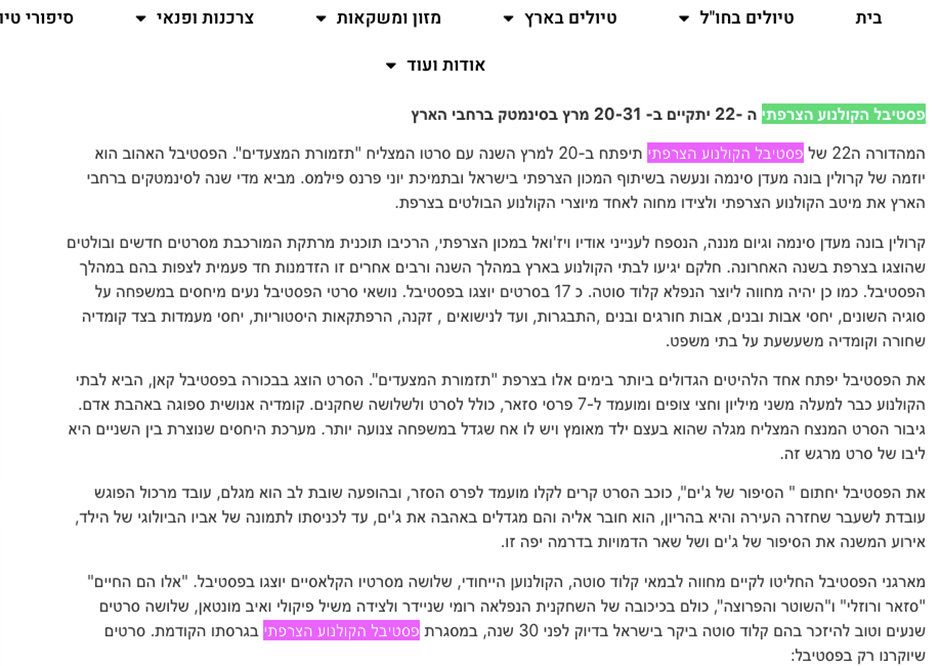 בית טיולים בחו"ל טיולים בארץ מזון ומשקאות צרכנות ופנאי סיפורי טיו
אודות ועוד
פסטיבל הקולנוע הצרפתי ה -22 יתקיים ב- 20-31 מרץ בסינמטק ברחבי הארץ
המהדורה ה22 של פסטיבל הקולנוע הצרפתי תיפתח ב-20 למרץ השנה עם סרטו המצליח "תזמורת המצעדים". הפסטיבל האהוב הוא
יוזמה של קרולין בונה מעדן סינמה ונעשה בשיתוף המכון הצרפתי בישראל ובתמיכת יוני פרנס פילמס. מביא מדי שנה לסינמטקים ברחבי
הארץ את מיטב הקולנוע הצרפתי ולצידו מחוה לאחד מיוצרי הקולנוע הבולטים בצרפת.
קרולין בונה מעדן סינמה וגיום מננה, הנספח לענייני אודיו ויז'ואל במכון הצרפתי, הרכיבו תוכנית מרתקת המורכבת מסרטים חדשים ובולטים
שהוצגו בצרפת בשנה האחרונה. חלקם יגיעו לבתי הקולנוע בארץ במהלך השנה ורבים אחרים זו הזדמנות חד פעמית לצפות בהם במהלך
הפסטיבל. כמו כן יהיה מחווה ליוצר הנפלא קלוד סוטה. כ 17 בסרטים יוצגו בפסטיבל. נושאי סרטי הפסטיבל נעים מיחסים במשפחה על
סוגיה השונים, יחסי אבות ובנים, אבות חורגים ובנים ,התבגרות, ועד לנישואים , זקנה, הרפתקאות היסטוריות, יחסי מעמדות בצד קומדיה
שחורה וקומדיה משעשעת על בתי משפט.
את הפסטיבל יפתח אחד הלהיטים הגדולים ביותר בימים אלו בצרפת "תזמורת המצעדים". הסרט הוצג בבכורה בפסטיבל קאן, הביא לבתי
הקולנוע כבר למעלה משני מיליון וחצי צופים ומועמד ל-7 פרסי סזאר, כולל לסרט ולשלושה שחקנים. קומדיה אנושית ספוגה באהבת אדם.
גיבור הסרט המנצח המצליח מגלה שהוא בעצם ילד מאומץ ויש לו אח שגדל במשפחה צנועה יותר. מערכת היחסים שנוצרת בין השניים היא
ליבו של סרט מרגש זה.
את הפסטיבל יחתום " הסיפור של ג'ים", כוכב הסרט קרים לקלו מועמד לפרס הסזר, ובהופעה שובת לב הוא מגלם, עובד מרכול הפוגש
עובדת לשעבר שחזרה העירה והיא בהריון, הוא חובר אליה והם מגדלים באהבה את ג'ים, עד לכניסתו לתמונה של אביו הביולוגי של הילד,
אירוע המשנה את הסיפור של ג'ים ושל שאר הדמויות בדרמה יפה זו.
מארגני הפסטיבל החליטו לקיים מחווה לבמאי קלוד סוטה, הקולנוען הייחודי, שלושה מסרטיו הקלאסיים יוצגו בפסטיבל. "אלו הם החיים"
"סזאר ורוזלי" ו"השוטר והפרוצה", כולם בכיכובה של השחקנית הנפלאה רומי שניידר ולצידה משיל פיקולי ואיב מונטאן, שלושה סרטים
שנעים וטוב להיזכר בהם קלוד סוטה ביקר בישראל בדיוק לפני 30 שנה, במסגרת פסטיבל הקולנוע הצרפתי בגרסתו הקודמת. סרטים
שיוקרנו רק בפסטיבל: